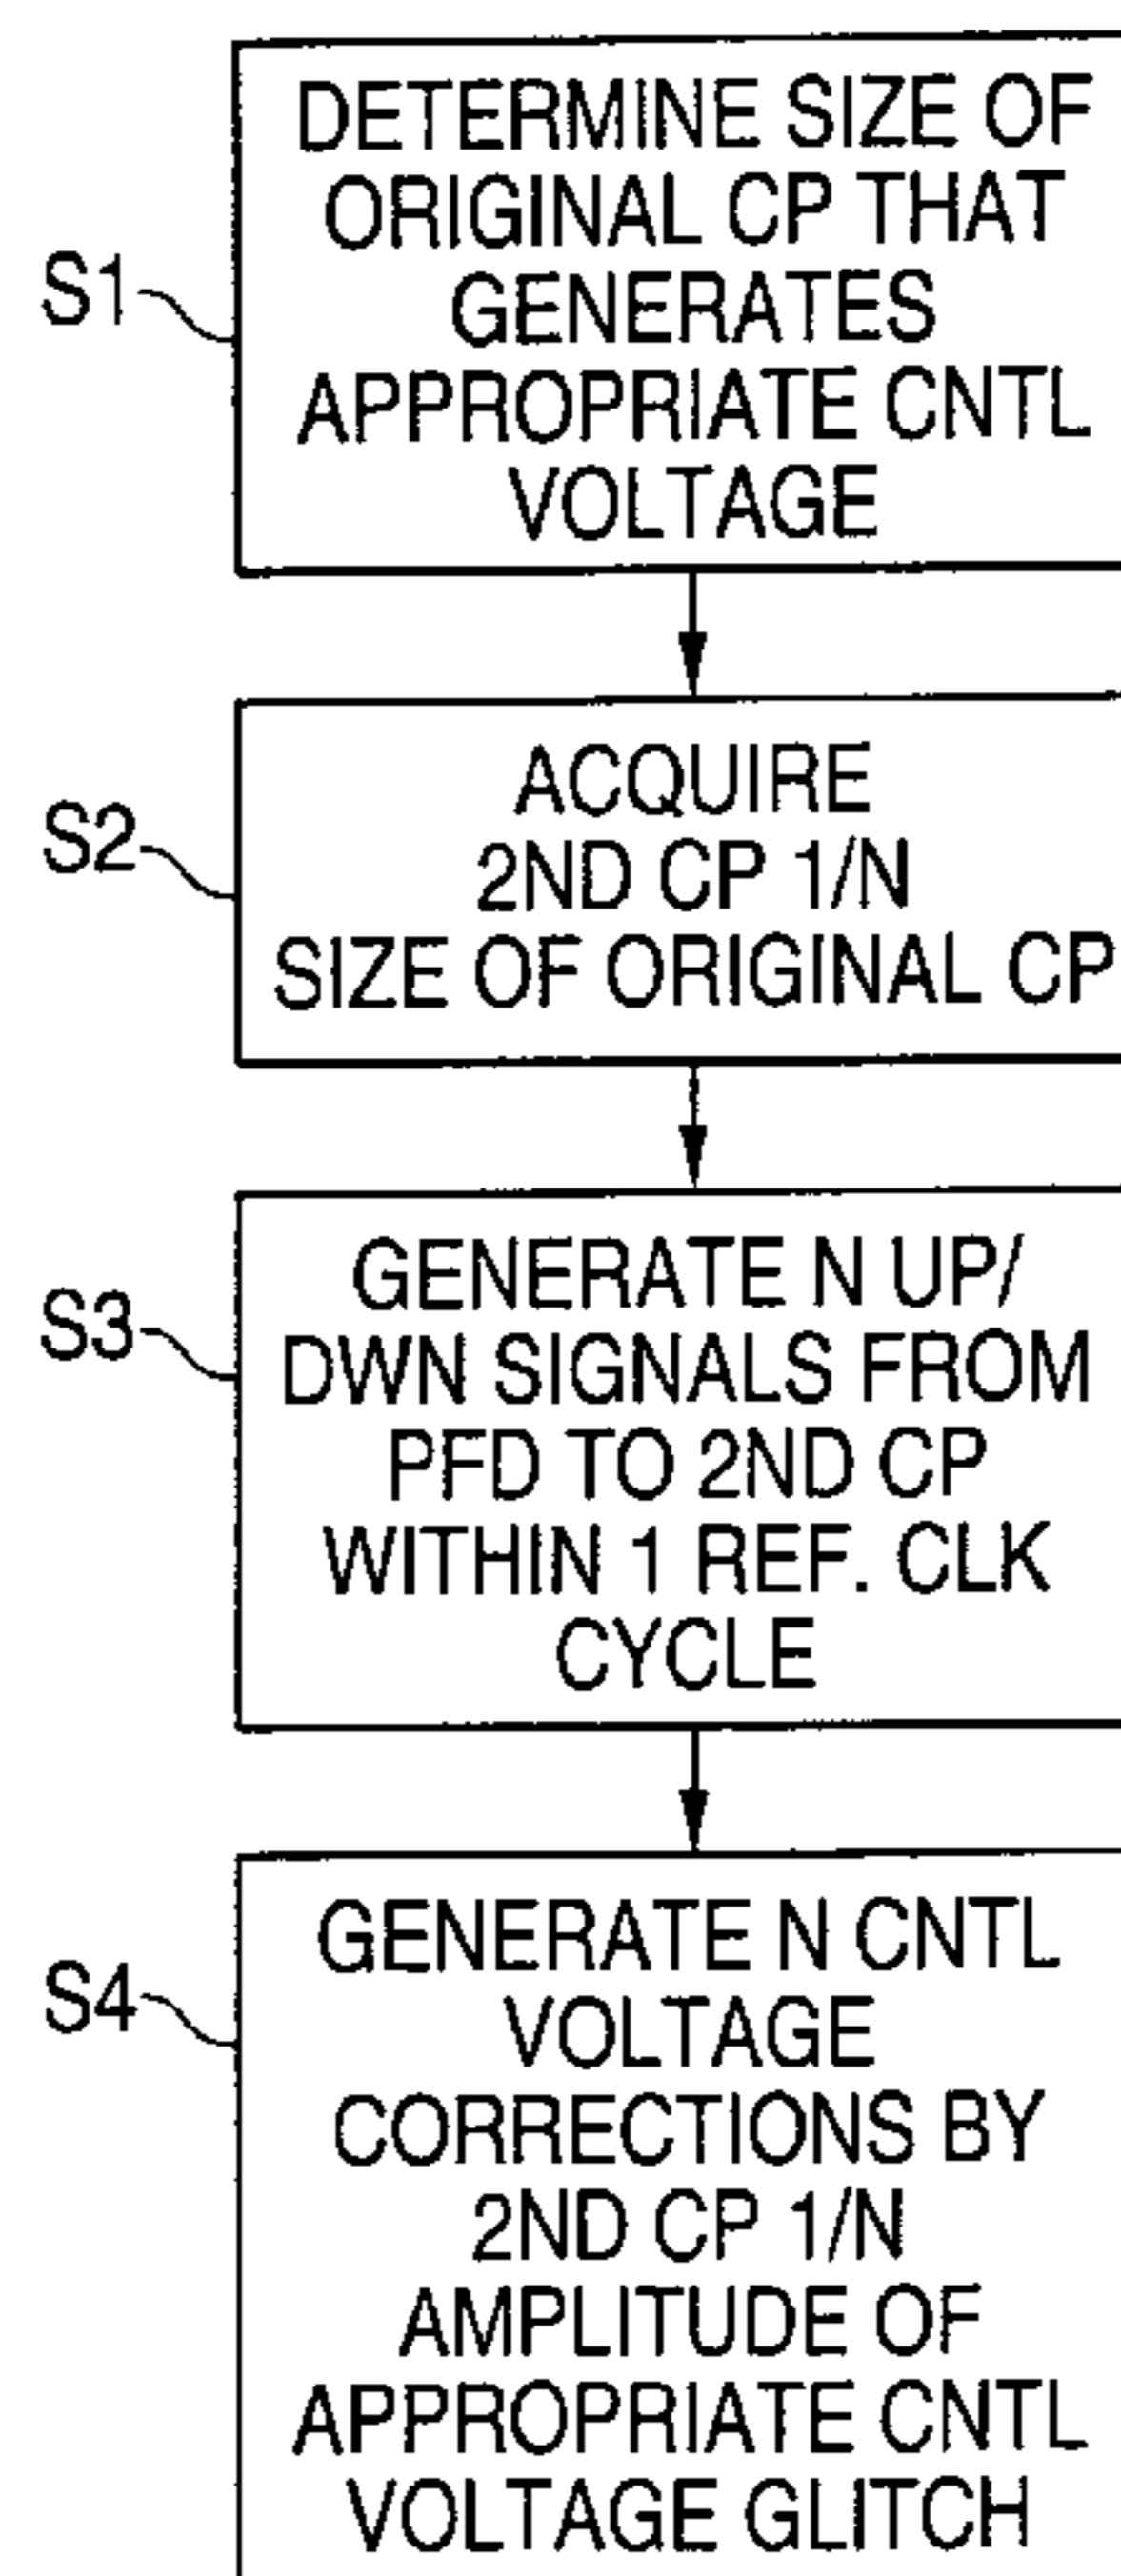 DETERMINE SIZE OF
ORIGINAL CP THAT
GENERATES
APPROPRIATE CNTL
VOLTAGE
S1
ACQUIRE
2ND CP 1/N
SIZE OF ORIGINAL CP
S2
GENERATE N UP/
DWN SIGNALS FROM
PFD TO 2ND CP
WITHIN 1 REF. CLK
CYCLE
S3
GENERATE N CNTL
VOLTAGE
CORRECTIONS BY
2ND CP 1/N
AMPLITUDE OF
APPROPRIATE CNTL
VOLTAGE GLITCH
S4